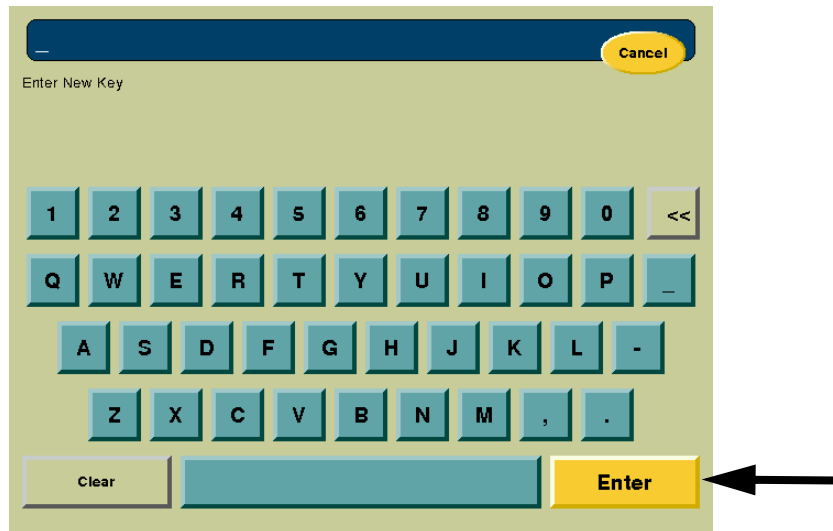 _ Cancel
Enter New Key
1 2 3 4 5 6 7 8 9 0 <<
Q W E R T Y U I O P _
A S D F G H J K L -
Z X C V B N M , .
Clear Enter